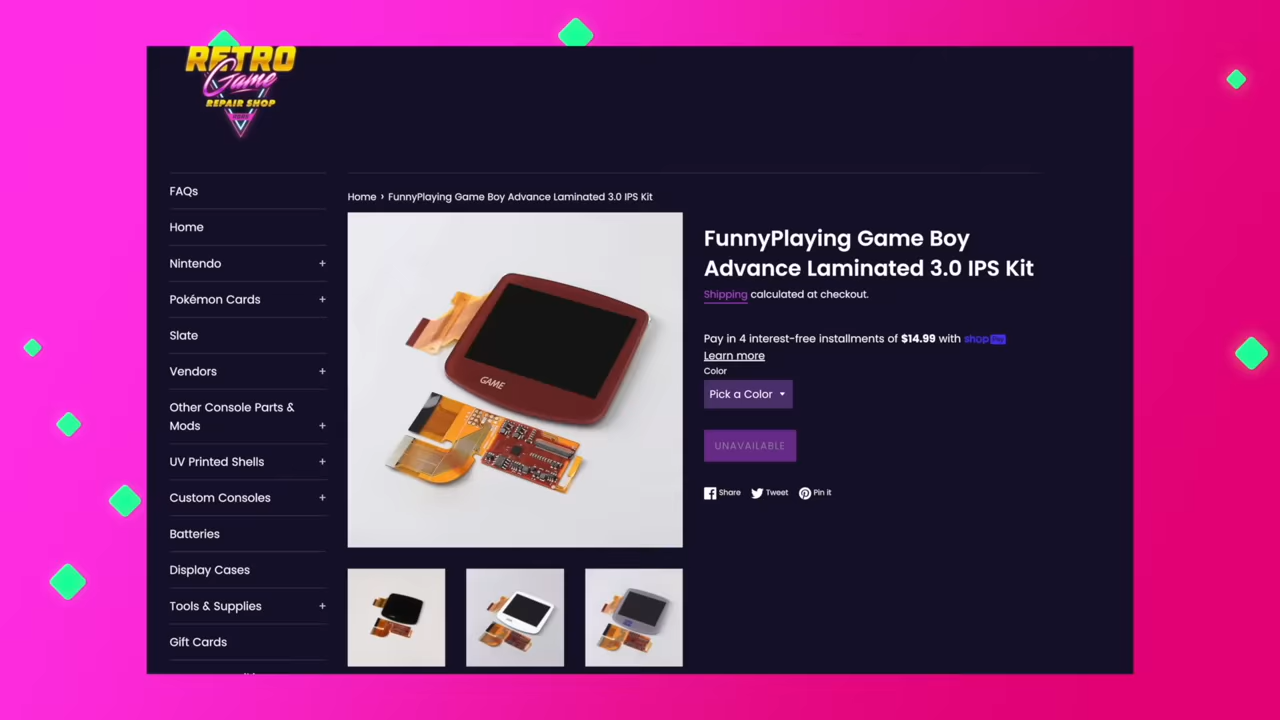 RETRO
Game
REPAIR SHOP
FAQs
Home
Nintendo +
Pokémon Cards +
Slate
Vendors +
Other Console Parts &
Mods +
UV Printed Shells +
Custom Consoles +
Batteries
Display Cases
Tools & Supplies +
Gift Cards
Home › FunnyPlaying Game Boy Advance Laminated 3.0 IPS Kit
GAME
FunnyPlaying Game Boy
Advance Laminated 3.0 IPS Kit
Shipping calculated at checkout.
Pay in 4 interest-free installments of $14.99 with shop Pay
Learn more
Color
Pick a Color
UNAVAILABLE
Share Tweet Pin it